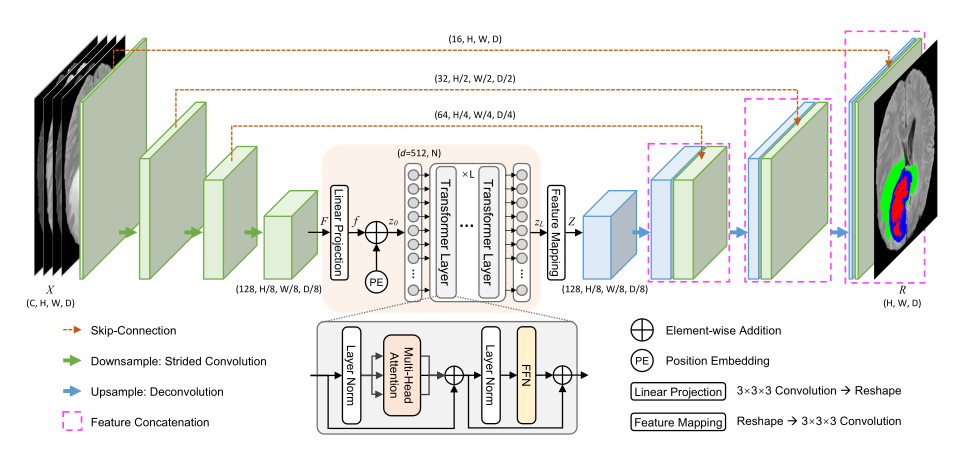 (16, H, W, D)
(32, H/2, W/2, D/2)
(64, H/4, W/4, D/4)
(d=512, N)
×L
F
Linear Projection
f
z0
PE
Transformer Layer
...
Transformer Layer
zL
Feature Mapping
Z
(128, H/8, W/8, D/8)
(128, H/8, W/8, D/8)
X
(C, H, W, D)
R
(H, W, D)
Skip-Connection
Downsample: Strided Convolution
Upsample: Deconvolution
Feature Concatenation
Layer Norm
Multi-Head
Attention
Layer Norm
FFN
Element-wise Addition
PE Position Embedding
Linear Projection 3×3×3 Convolution → Reshape
Feature Mapping Reshape → 3×3×3 Convolution